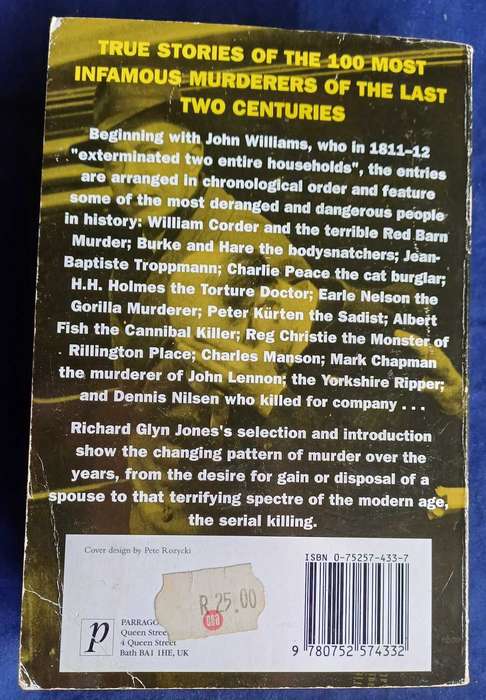 TRUE STORIES OF THE 100 MOST
INFAMOUS MURDERERS OF THE LAST
TWO CENTURIES
Beginning with John Williams, who in 1811–12
"exterminated two entire households", the entries
are arranged in chronological order and feature
some of the most deranged and dangerous people
in history: William Corder and the terrible Red Barn
Murder; Burke and Hare the bodysnatchers; Jean-
Baptiste Troppmann; Charlie Peace the cat burglar;
H.H. Holmes the Torture Doctor; Earle Nelson the
Gorilla Murderer; Peter Kürten the Sadist; Albert
Fish the Cannibal Killer; Reg Christie the Monster of
Rillington Place; Charles Manson; Mark Chapman
the murderer of John Lennon; the Yorkshire Ripper;
and Dennis Nilsen who killed for company . . .
Richard Glyn Jones's selection and introduction
show the changing pattern of murder over the
years, from the desire for gain or disposal of a
spouse to that terrifying spectre of the modern age,
the serial killing.
Cover design by Pete Rozycki
ISBN 0-75257-433-7
R 25.00
cna
p
PARRAGO
Queen Street
4 Queen Street
Bath BA1 1HE, UK
9 780752 574332